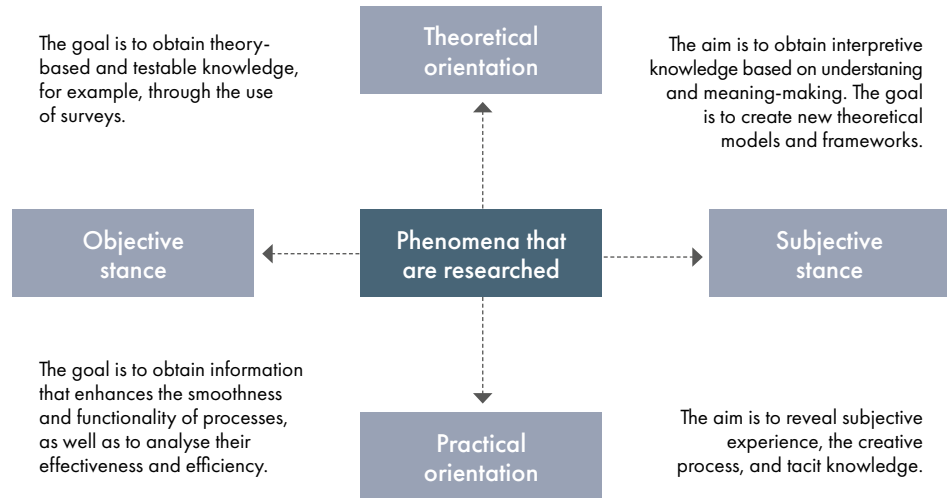 The goal is to obtain theory-
based and testable knowledge,
for example, through the use
of surveys.
Theoretical
orientation
The aim is to obtain interpretive
knowledge based on understaning
and meaning-making. The goal
is to create new theoretical
models and frameworks.
Objective
stance
Phenomena that
are researched
Subjective
stance
The goal is to obtain information
that enhances the smoothness
and functionality of processes,
as well as to analyse their
effectiveness and efficiency.
Practical
orientation
The aim is to reveal subjective
experience, the creative
process, and tacit knowledge.